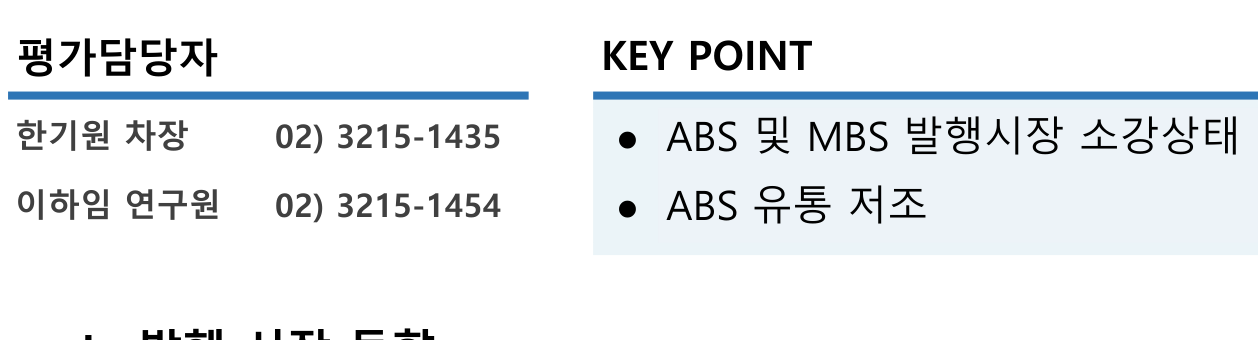 평가담당자
한기원 차장 02) 3215-1435
이하임 연구원 02) 3215-1454
KEY POINT
● ABS 및 MBS 발행시장 소강상태
● ABS 유통 저조